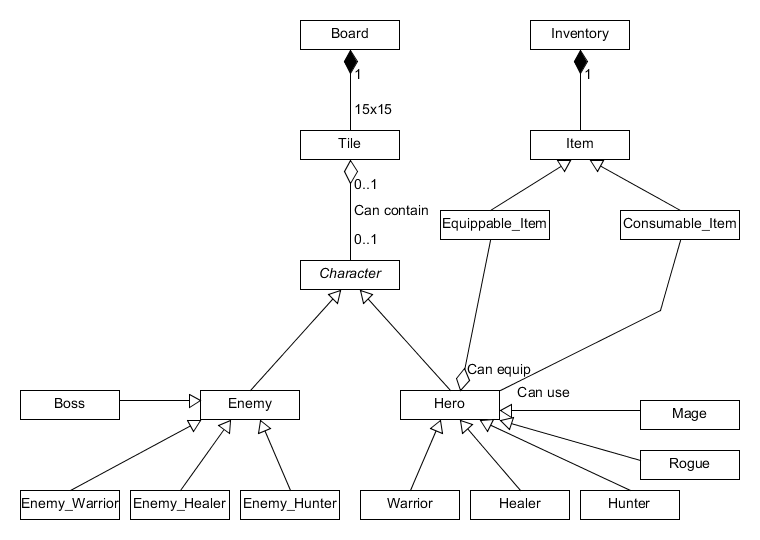 Board
Inventory
1
1
15x15
Tile
Item
0..1
Can contain
0..1
Equippable_Item
Consumable_Item
Character
Can equip
Can use
Boss
Enemy
Hero
Mage
Rogue
Enemy_Warrior
Enemy_Healer
Enemy_Hunter
Warrior
Healer
Hunter